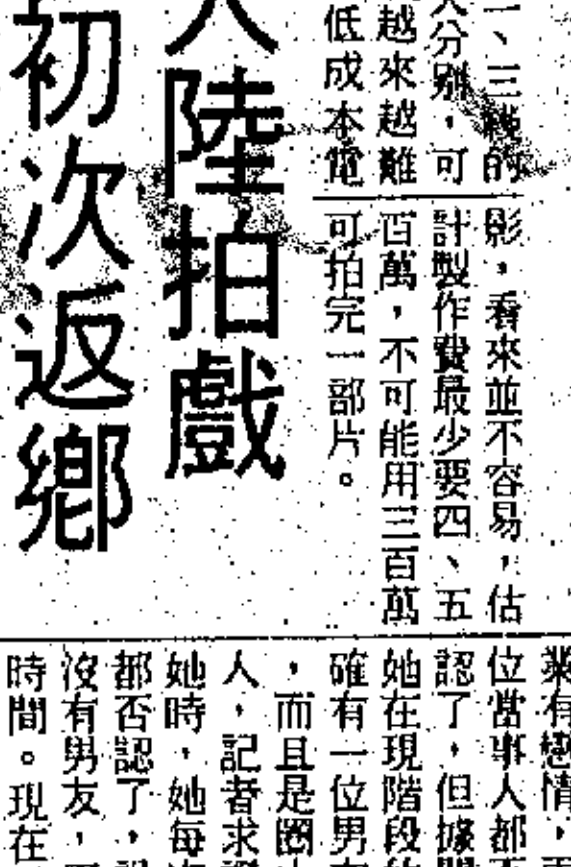 大陸拍戲
初次返鄉
二、三線的
大分別，可
越來越難
低成本電
影，看來並不容易，估
計製作費最少要四、五
百萬，不可能用三百萬
可拍完一部片。
業有戀情，
位當事人都
認了，但據
她在現階段
確有一位男
，而且是圈
人，記者求
她時，她每
都否認了，
沒有男友，
時間。現在